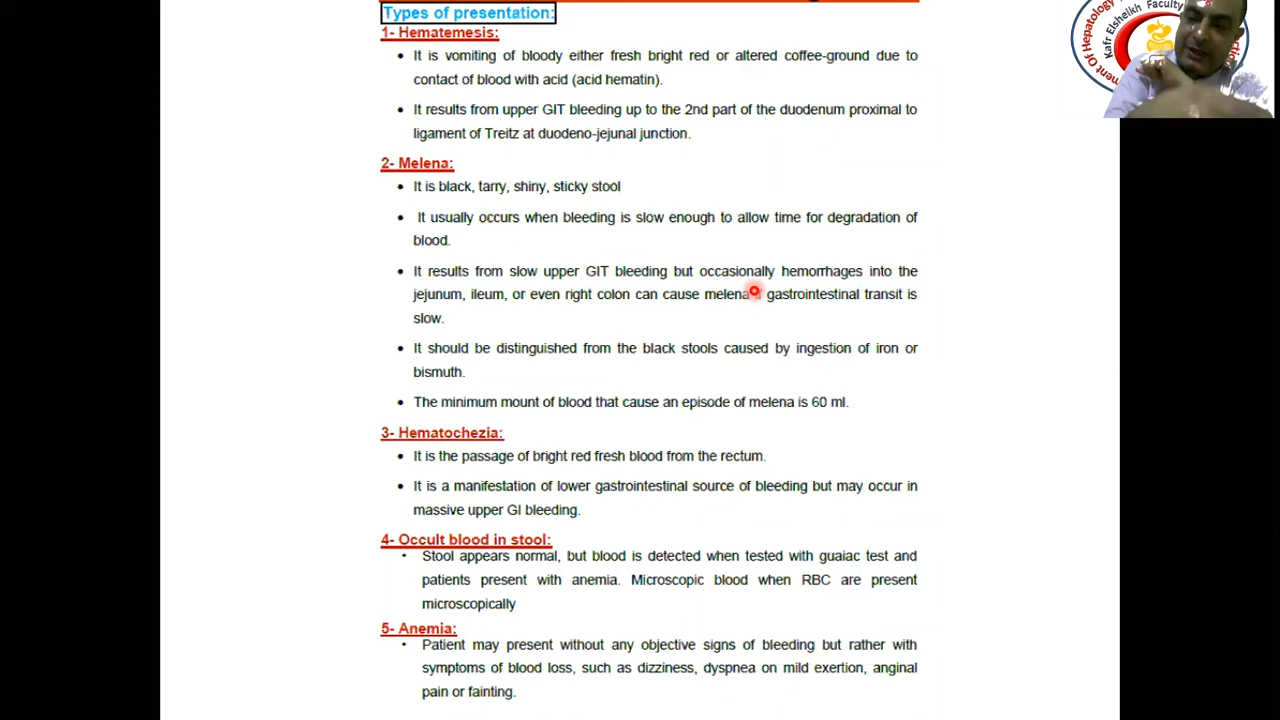 Types of presentation:
1- Hematemesis:
• It is vomiting of bloody either fresh bright red or altered coffee-ground due to
contact of blood with acid (acid hematin).
• It results from upper GIT bleeding up to the 2nd part of the duodenum proximal to
ligament of Treitz at duodeno-jejunal junction.
2- Melena:
• It is black, tarry, shiny, sticky stool
• It usually occurs when bleeding is slow enough to allow time for degradation of
blood.
• It results from slow upper GIT bleeding but occasionally hemorrhages into the
jejunum, ileum, or even right colon can cause melena gastrointestinal transit is
slow.
• It should be distinguished from the black stools caused by ingestion of iron or
bismuth.
• The minimum mount of blood that cause an episode of melena is 60 ml.
3- Hematochezia:
• It is the passage of bright red fresh blood from the rectum.
• It is a manifestation of lower gastrointestinal source of bleeding but may occur in
massive upper GI bleeding.
4- Occult blood in stool:
• Stool appears normal, but blood is detected when tested with guaiac test and
patients present with anemia. Microscopic blood when RBC are present
microscopically
5- Anemia:
• Patient may present without any objective signs of bleeding but rather with
symptoms of blood loss, such as dizziness, dyspnea on mild exertion, anginal
pain or fainting.
Of Hepatology
Kafr Elsheikh Faculty